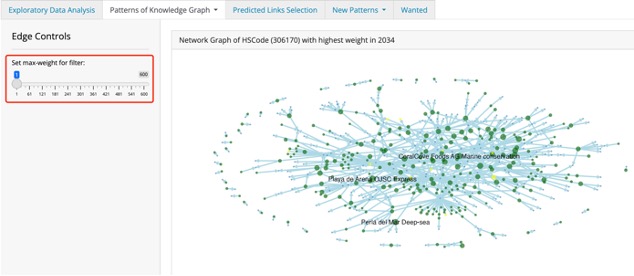 Exploratory Data Analysis
Patterns of Knowledge Graph
Predicted Links Selection
New Patterns
Wanted
Edge Controls
Set max-weight for filter:
1
600
1 61 121 181 241 301 361 421 481 541 600
Network Graph of HSCode (306170) with highest weight in 2034
CoralCove Foods AG Marine conservation
Playa de Arena OJSC Express
Perla del Mar Deep-sea